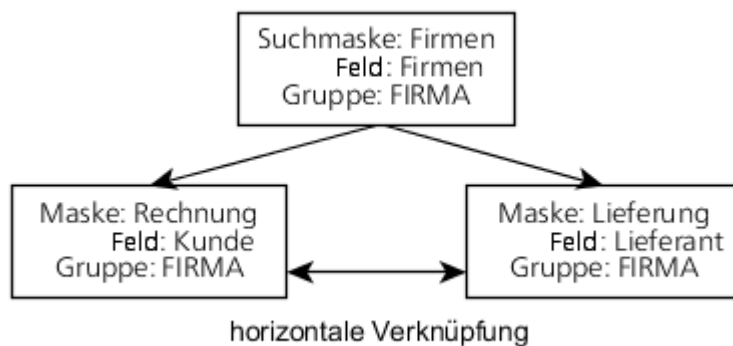 Suchmaske: Firmen
Feld: Firmen
Gruppe: FIRMA
Maske: Rechnung
Feld: Kunde
Gruppe: FIRMA
Maske: Lieferung
Feld: Lieferant
Gruppe: FIRMA
horizontale Verknüpfung